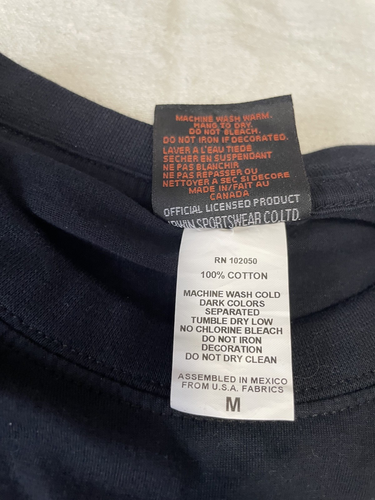 MACHINE WASH WARM.
HANG TO DRY.
DO NOT BLEACH.
DO NOT IRON IF DECORATED.
LAVER A L'EAU TIEDE
SECHER EN SUSPENDANT
NE PAS BLANCHIR
NE PAS REPASSER OU
NETTOYER A SEC SI DECORE
MADE IN/FAIT AU
CANADA
OFFICIAL LICENSED PRODUCT
IRWIN SPORTSWEAR CO.LTD.
RN 102050
100% COTTON
MACHINE WASH COLD
DARK COLORS
SEPARATED
TUMBLE DRY LOW
NO CHLORINE BLEACH
DO NOT IRON
DECORATION
DO NOT DRY CLEAN
ASSEMBLED IN MEXICO
FROM U.S.A. FABRICS
M